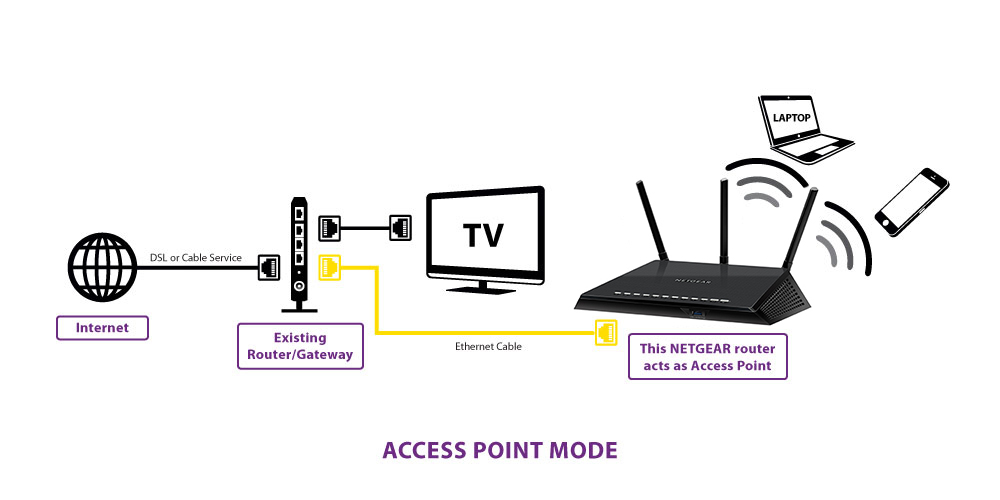 LAPTOP
TV
NETGEAR
DSL or Cable Service
Internet
Existing
Router/Gateway
Ethernet Cable
This NETGEAR router
acts as Access Point
ACCESS POINT MODE